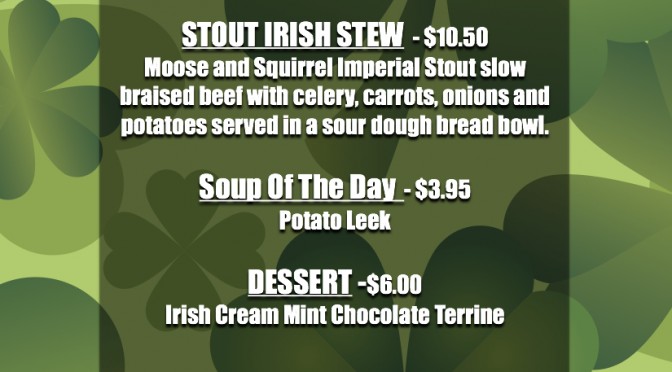 STOUT IRISH STEW - $10.50
Moose and Squirrel Imperial Stout slow
braised beef with celery, carrots, onions and
potatoes served in a sour dough bread bowl.
Soup Of The Day - $3.95
Potato Leek
DESSERT -$6.00
Irish Cream Mint Chocolate Terrine